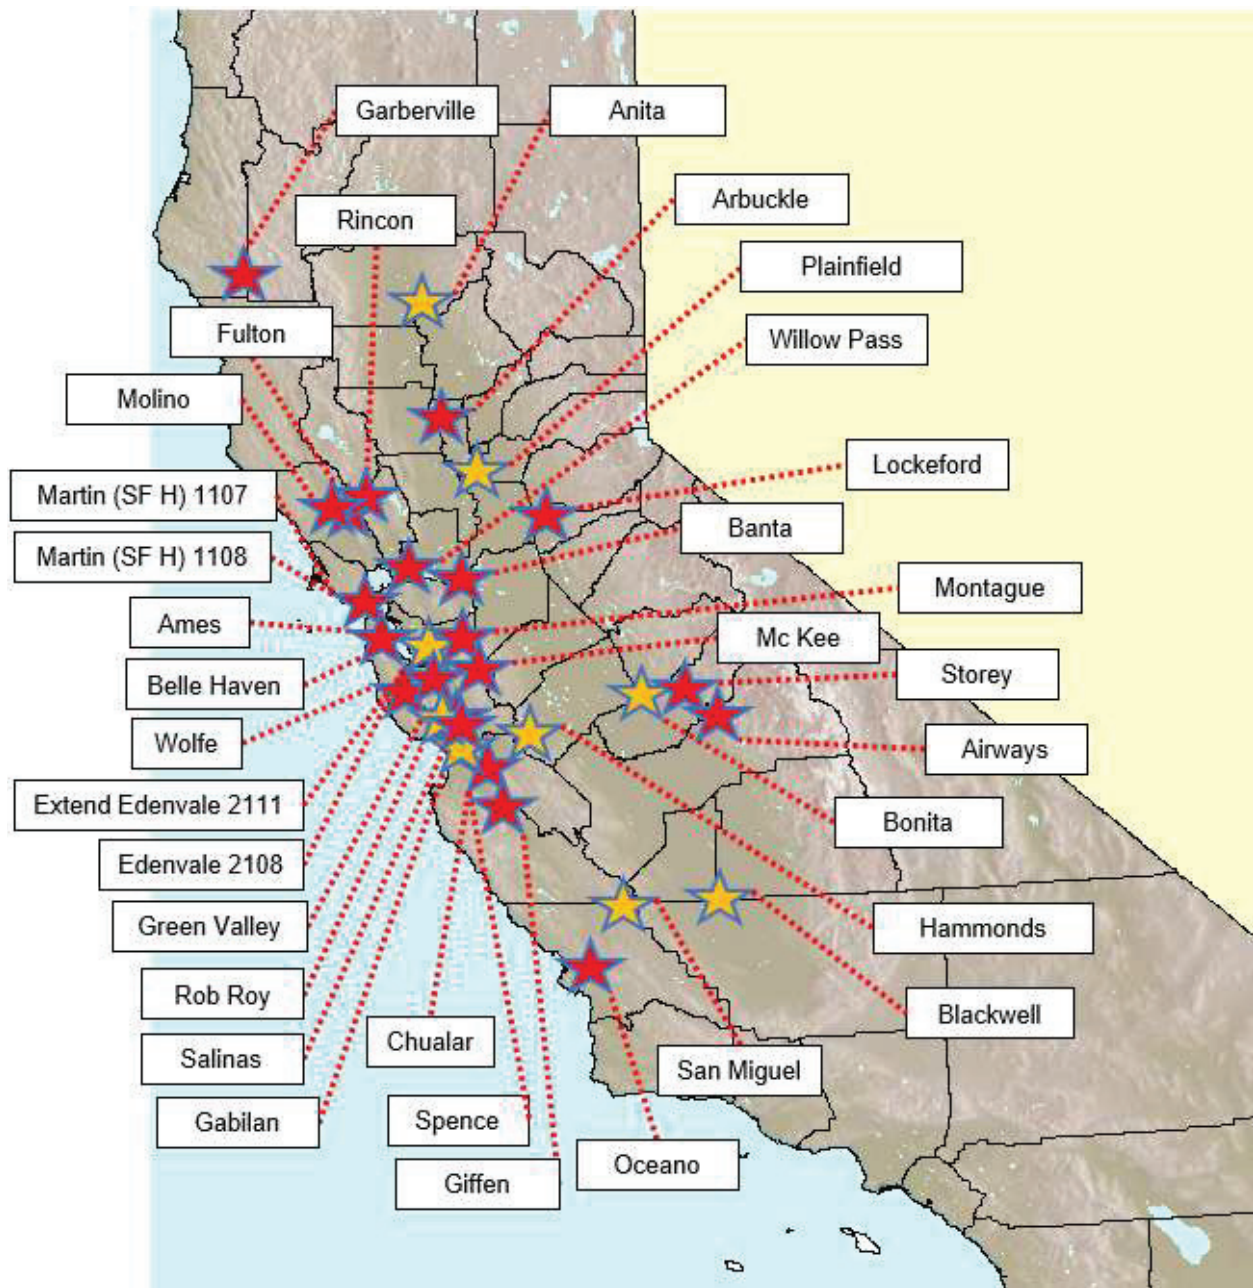 Garberville
Anita
Arbuckle
Rincon
Plainfield
Fulton
Willow Pass
Molino
Lockeford
Martin (SF H) 1107
Banta
Martin (SF H) 1108
Montague
Ames
Mc Kee
Belle Haven
Storey
Wolfe
Airways
Extend Edenvale 2111
Bonita
Edenvale 2108
Green Valley
Hammonds
Rob Roy
Blackwell
Chualar
Salinas
San Miguel
Gabilan
Spence
Oceano
Giffen